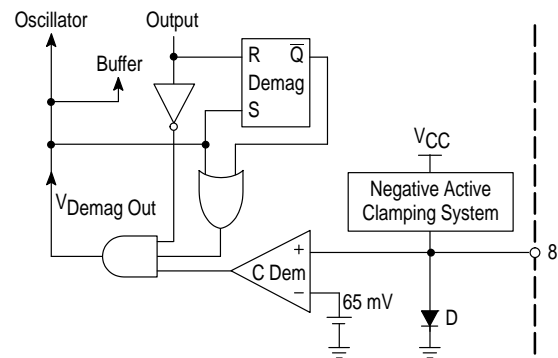 Oscillator
Output
Buffer
R Q̅
Demag
S
VCC
Negative Active
Clamping System
VDemag Out
+
C Dem
−
65 mV
D
8